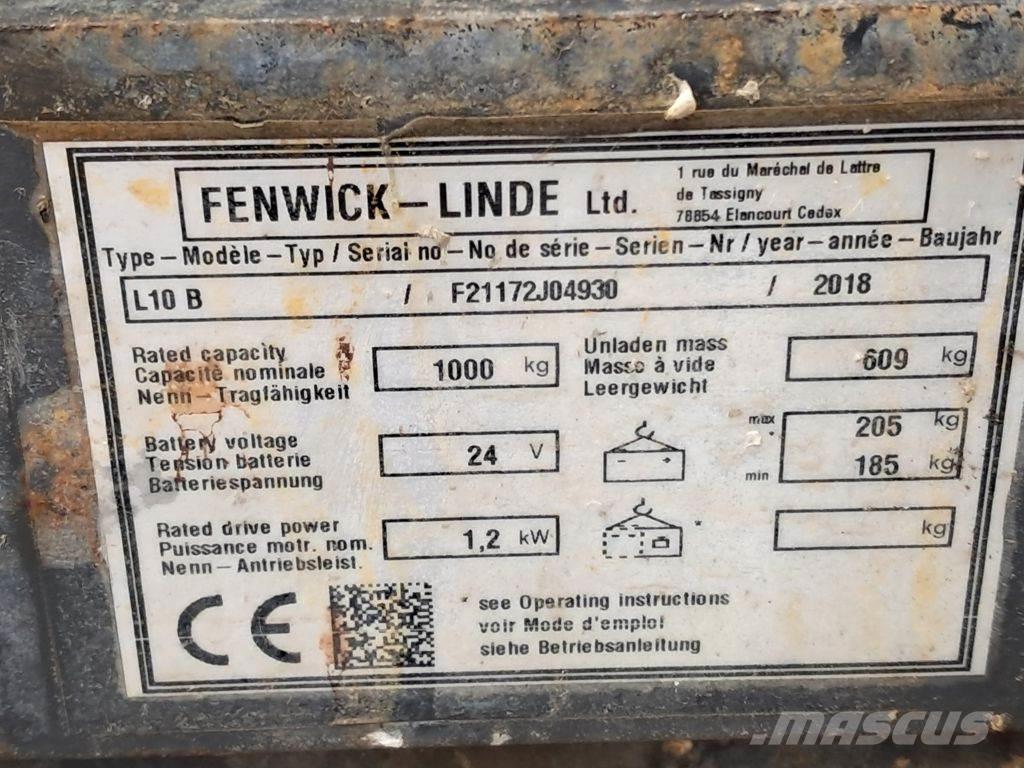 FENWICK-LINDE Ltd.
1 rue du Maréchal de Lattre
de Tassigny
78854 Elancourt Cedex
Type-Modèle-Typ / Serial no-No de série-Serien-Nr / year-année-Baujahr
L10 B / F21172J04930 / 2018
Rated capacity
Capacité nominale
Nenn-Tragfähigkeit
1000 kg
Unladen mass
Masse à vide
Leergewicht
609 kg
Battery voltage
Tension batterie
Batteriespannung
24 V
- +
max 205 kg
* 
min 185 kg
Rated drive power
Puissance motr. nom.
Nenn-Antriebsleist.
1,2 kW
*
kg
CE
* see Operating instructions
voir Mode d'emploi
siehe Betriebsanleitung
MASCUS